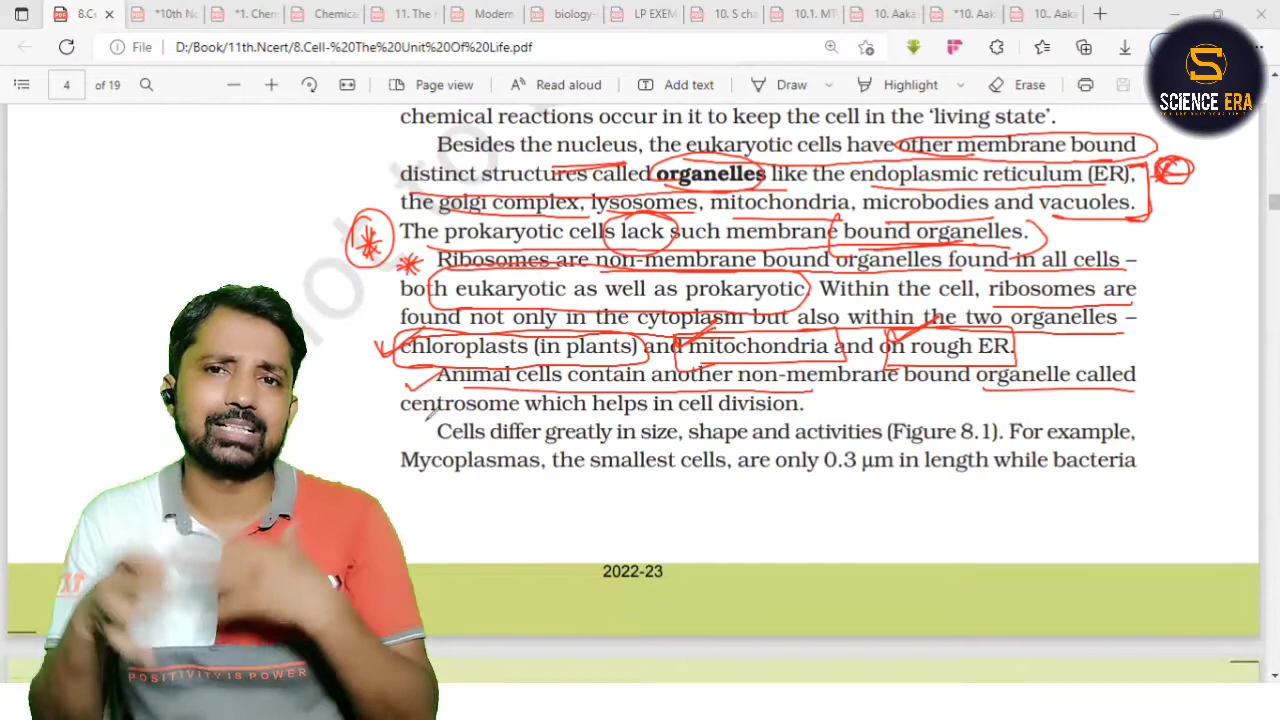 8.Ce
*10th No
*1. Chem
Chemica
11. The
Modern
biology-
LP EXEM
10. S cha
10.1. MT
10. Aaka
*10. Aak
10.. Aaka
File D:/Book/11th.Ncert/8.Cell-%20The%20Unit%20Of%20Life.pdf
4 of 19 Page view Read aloud Add text Draw Highlight Erase
S
SCIENCE ERA
chemical reactions occur in it to keep the cell in the 'living state'.
Besides the nucleus, the eukaryotic cells have other membrane bound
distinct structures called organelles like the endoplasmic reticulum (ER),
the golgi complex, lysosomes, mitochondria, microbodies and vacuoles.
The prokaryotic cells lack such membrane bound organelles.
Ribosomes are non-membrane bound organelles found in all cells –
both eukaryotic as well as prokaryotic. Within the cell, ribosomes are
found not only in the cytoplasm but also within the two organelles –
chloroplasts (in plants) and mitochondria and on rough ER.
Animal cells contain another non-membrane bound organelle called
centrosome which helps in cell division.
Cells differ greatly in size, shape and activities (Figure 8.1). For example,
Mycoplasmas, the smallest cells, are only 0.3 µm in length while bacteria
2022-23
POSITIVITY IS POWER